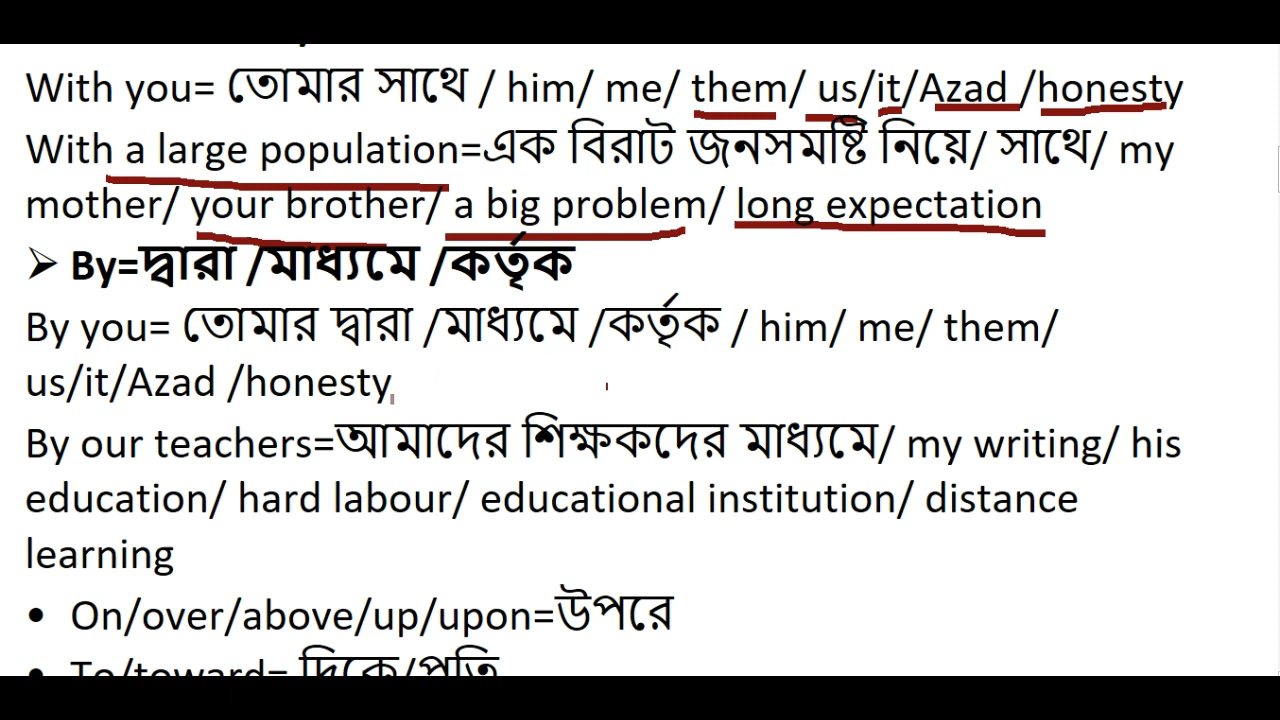 With you= তোমার সাথে / him/ me/ them/ us/it/Azad /honesty
With a large population=এক বিরাট জনসমষ্টি নিয়ে/ সাথে/ my
mother/ your brother/ a big problem/ long expectation
➢ By=দ্বারা /মাধ্যমে /কর্তৃক
By you= তোমার দ্বারা /মাধ্যমে /কর্তৃক / him/ me/ them/
us/it/Azad /honesty
By our teachers=আমাদের শিক্ষকদের মাধ্যমে/ my writing/ his
education/ hard labour/ educational institution/ distance
learning
• On/over/above/up/upon=উপরে
• To/toward= দিকে/প্রতি